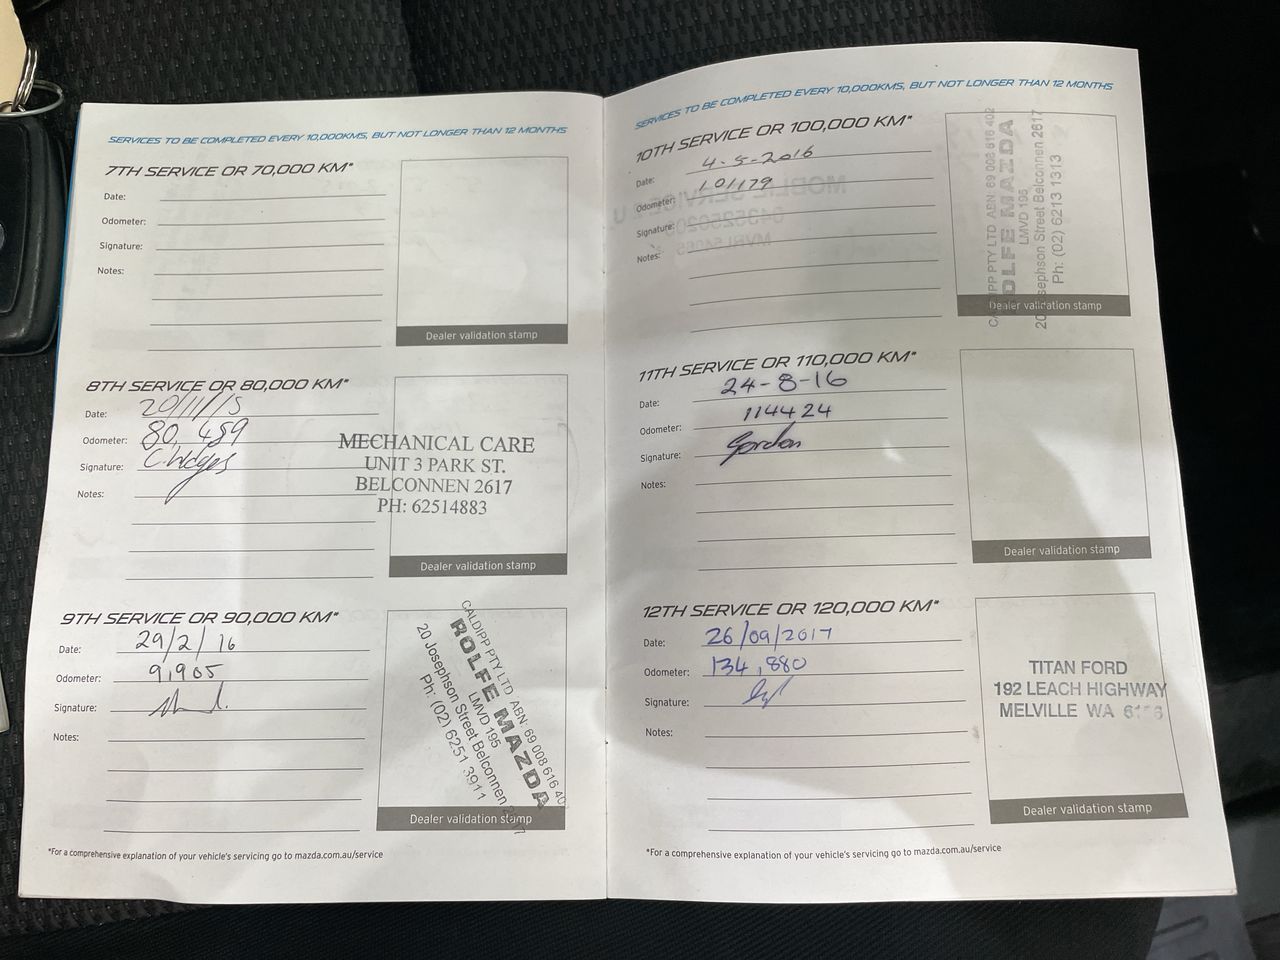 SERVICES TO BE COMPLETED EVERY 10,000KMS, BUT NOT LONGER THAN 12 MONTHS
7TH SERVICE OR 70,000 KM*
Date:
Odometer:
Signature:
Notes:
Dealer validation stamp
8TH SERVICE OR 80,000 KM*
Date: 20/11/15
Odometer: 80,489
Signature:
Notes:
MECHANICAL CARE
UNIT 3 PARK ST.
BELCONNEN 2617
PH: 62514883
Dealer validation stamp
9TH SERVICE OR 90,000 KM*
Date: 29/2/16
Odometer: 91,905
Signature:
Notes:
CALDIPP PTY LTD ABN: 69 008 616 402
ROLFE MAZDA
LMVD 195
20 Josephson Street Belconnen 2617
Ph: (02) 6251 3911
Dealer validation stamp
*For a comprehensive explanation of your vehicle's servicing go to mazda.com.au/service
SERVICES TO BE COMPLETED EVERY 10,000KMS, BUT NOT LONGER THAN 12 MONTHS
10TH SERVICE OR 100,000 KM*
Date: 4-5-2016
Odometer: 101179
Signature:
Notes:
CALDIPP PTY LTD ABN: 69 008 616 402
ROLFE MAZDA
LMVD 195
20 Josephson Street Belconnen 2617
Ph: (02) 6213 1313
Dealer validation stamp
11TH SERVICE OR 110,000 KM*
Date: 24-8-16
Odometer: 114424
Signature: Gordon
Notes:
Dealer validation stamp
12TH SERVICE OR 120,000 KM*
Date: 26/09/2017
Odometer: 134,880
Signature:
Notes:
TITAN FORD
192 LEACH HIGHWAY
MELVILLE WA 6156
Dealer validation stamp
*For a comprehensive explanation of your vehicle's servicing go to mazda.com.au/service